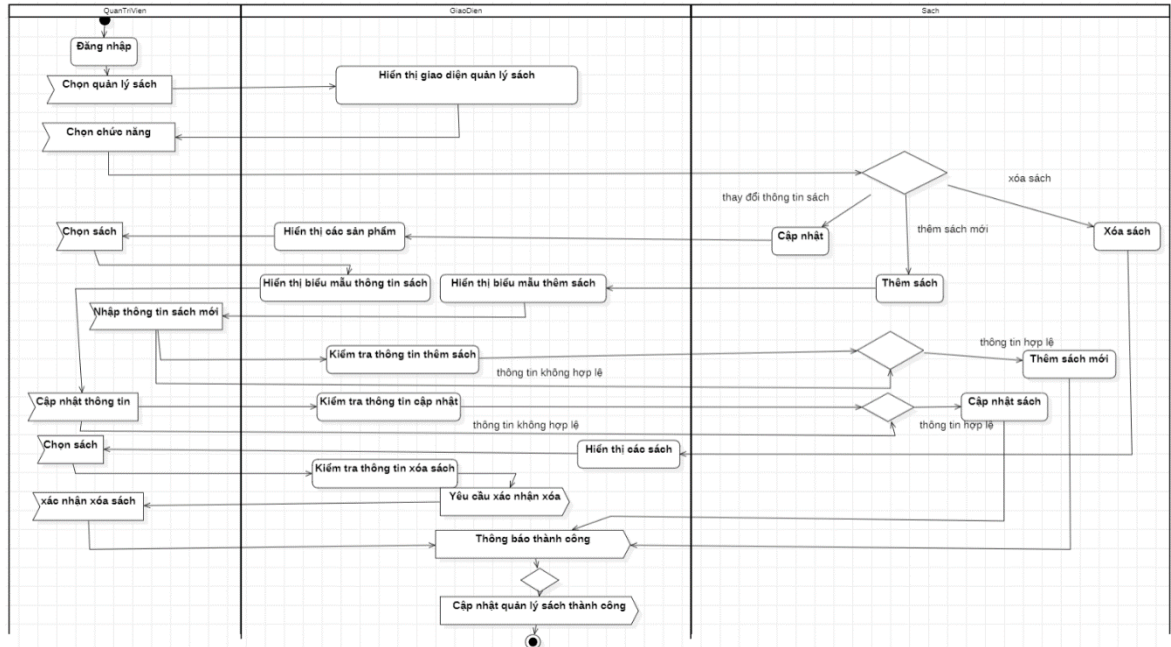 QuanTriVien
GiaoDien
Sach
Đăng nhập
Chọn quản lý sách
Hiển thị giao diện quản lý sách
Chọn chức năng
xóa sách
thay đổi thông tin sách
thêm sách mới
Chọn sách
Hiển thị các sản phẩm
Cập nhật
Xóa sách
Hiển thị biểu mẫu thông tin sách
Hiển thị biểu mẫu thêm sách
Thêm sách
Nhập thông tin sách mới
Kiểm tra thông tin thêm sách
thông tin hợp lệ
Thêm sách mới
thông tin không hợp lệ
Cập nhật thông tin
Kiểm tra thông tin cập nhật
Cập nhật sách
thông tin không hợp lệ
thông tin hợp lệ
Chọn sách
Hiển thị các sách
Kiểm tra thông tin xóa sách
xác nhận xóa sách
Yêu cầu xác nhận xóa
Thông báo thành công
Cập nhật quản lý sách thành công